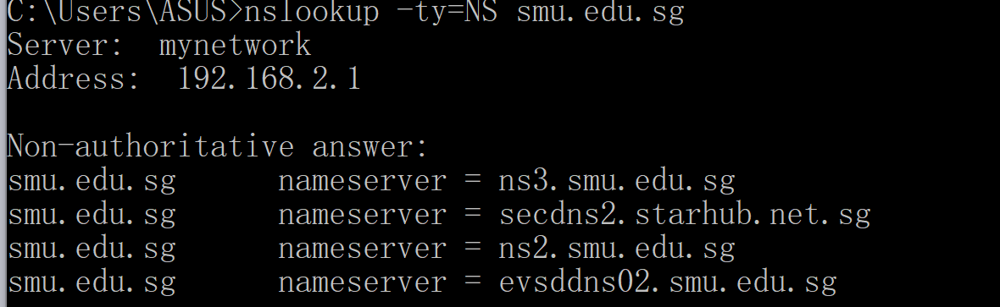 C:\Users\ASUS>nslookup -ty=NS smu.edu.sg
Server:  mynetwork
Address:  192.168.2.1

Non-authoritative answer:
smu.edu.sg      nameserver = ns3.smu.edu.sg
smu.edu.sg      nameserver = secdns2.starhub.net.sg
smu.edu.sg      nameserver = ns2.smu.edu.sg
smu.edu.sg      nameserver = evsddns02.smu.edu.sg